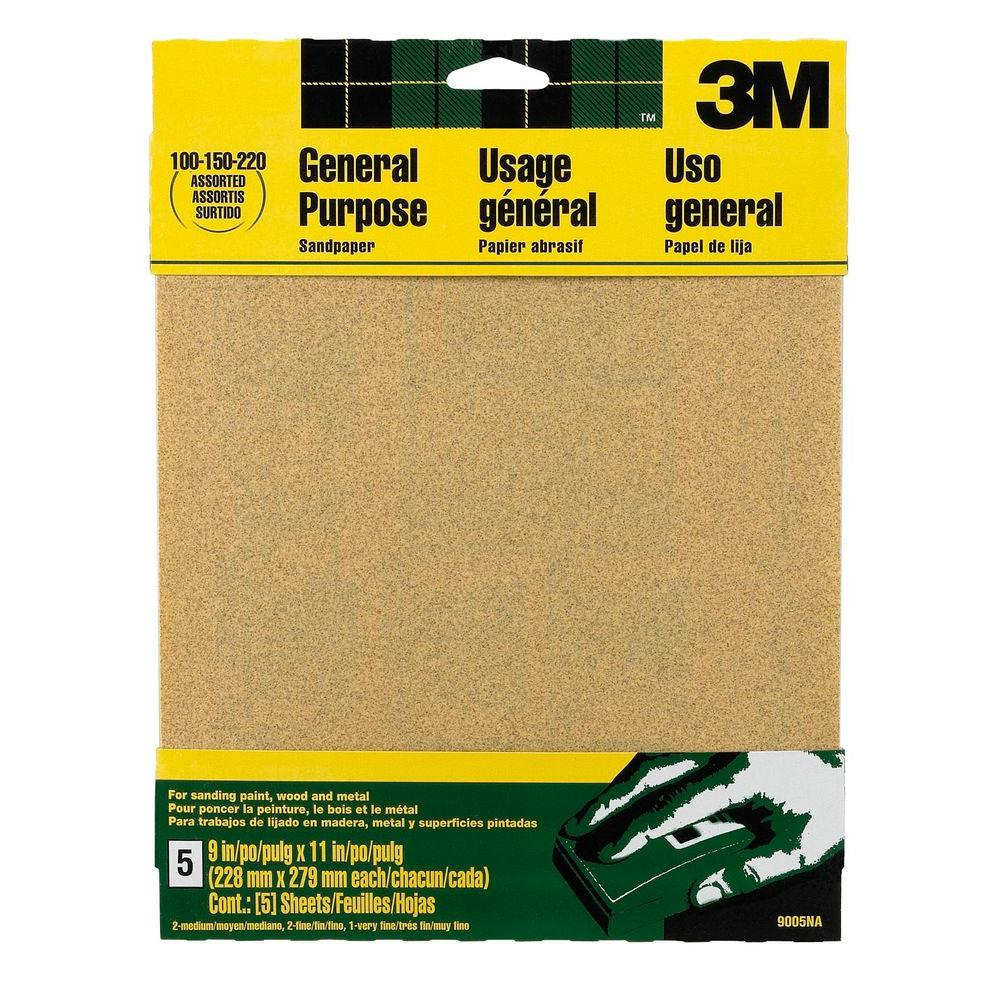 3M
™
100-150-220
ASSORTED
ASSORTIS
SURTIDO
General
Purpose
Sandpaper
Usage
général
Papier abrasif
Uso
general
Papel de lija
For sanding paint, wood and metal
Pour poncer la peinture, le bois et le métal
Para trabajos de lijado en madera, metal y superficies pintadas
5
9 in/po/pulg x 11 in/po/pulg
(228 mm x 279 mm each/chacun/cada)
Cont.: [5] Sheets/Feuilles/Hojas
2-medium/moyen/mediano, 2-fine/fin/fino, 1-very fine/trés fin/muy fino
9005NA